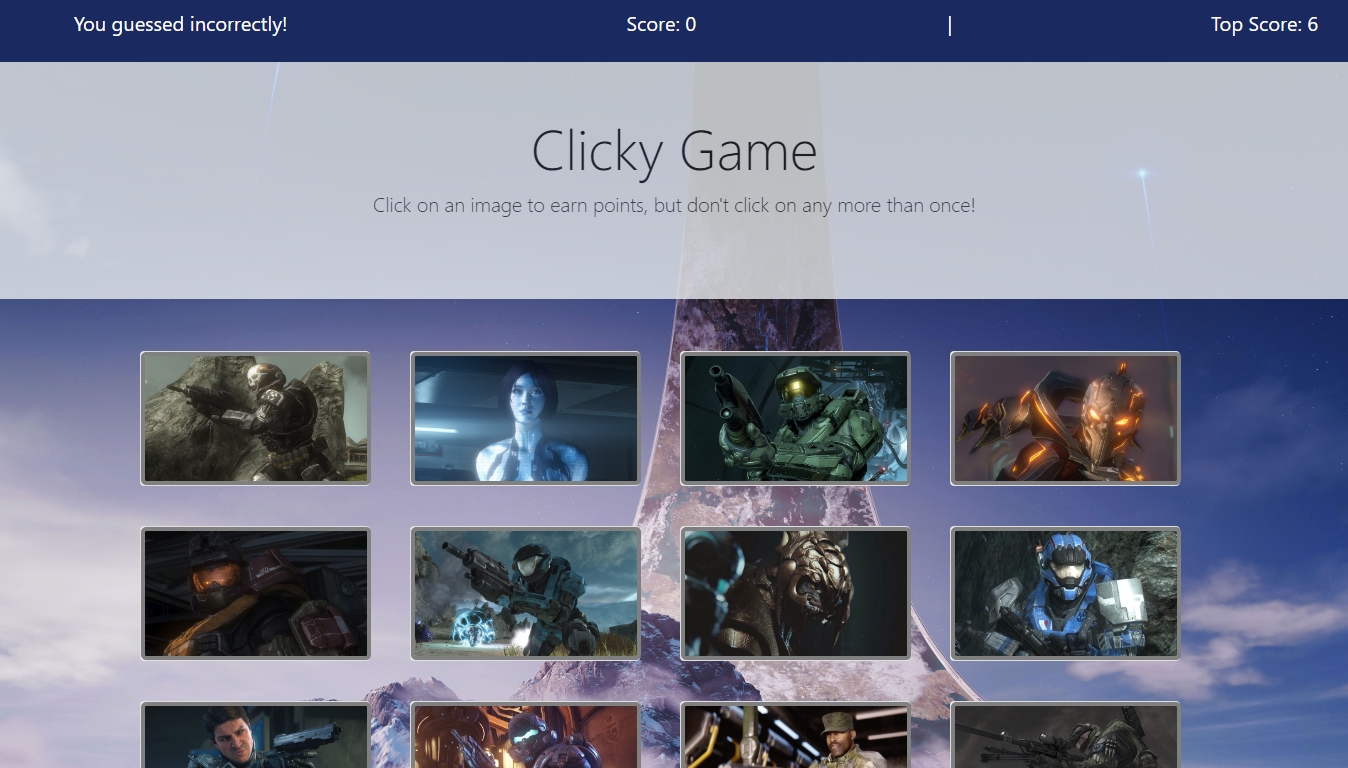 You guessed incorrectly! Score: 0 | Top Score: 6
Clicky Game
Click on an image to earn points, but don't click on any more than once!